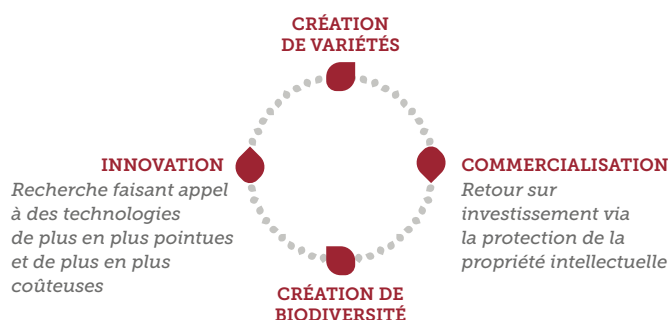 CRÉATION
DE VARIÉTÉS
INNOVATION
Recherche faisant appel
à des technologies
de plus en plus pointues
et de plus en plus
coûteuses
COMMERCIALISATION
Retour sur
investissement via
la protection de la
propriété intellectuelle
CRÉATION DE
BIODIVERSITÉ